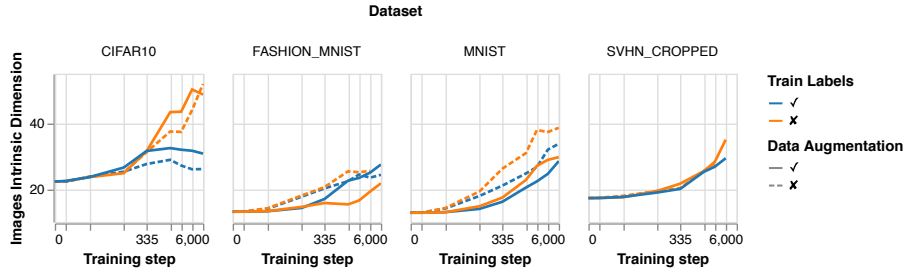 Dataset
CIFAR10 FASHION_MNIST MNIST SVHN_CROPPED
Images Intrinsic Dimension
40
20
0 335 6,000 0 335 6,000 0 335 6,000 0 335 6,000
Training step Training step Training step Training step
Train Labels
✓
✘
Data Augmentation
✓
✘